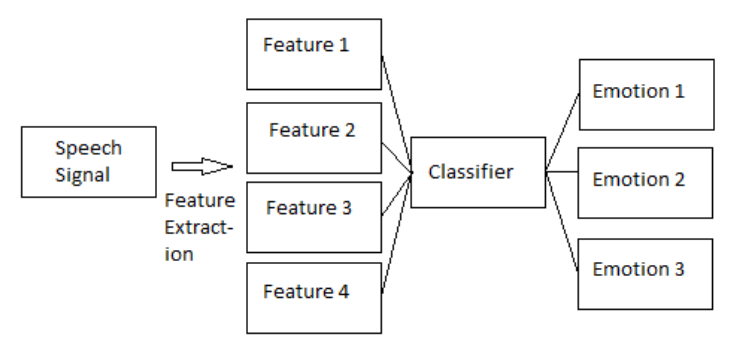 Speech
Signal
Feature
Extract-
ion
Feature 1
Feature 2
Feature 3
Feature 4
Classifier
Emotion 1
Emotion 2
Emotion 3